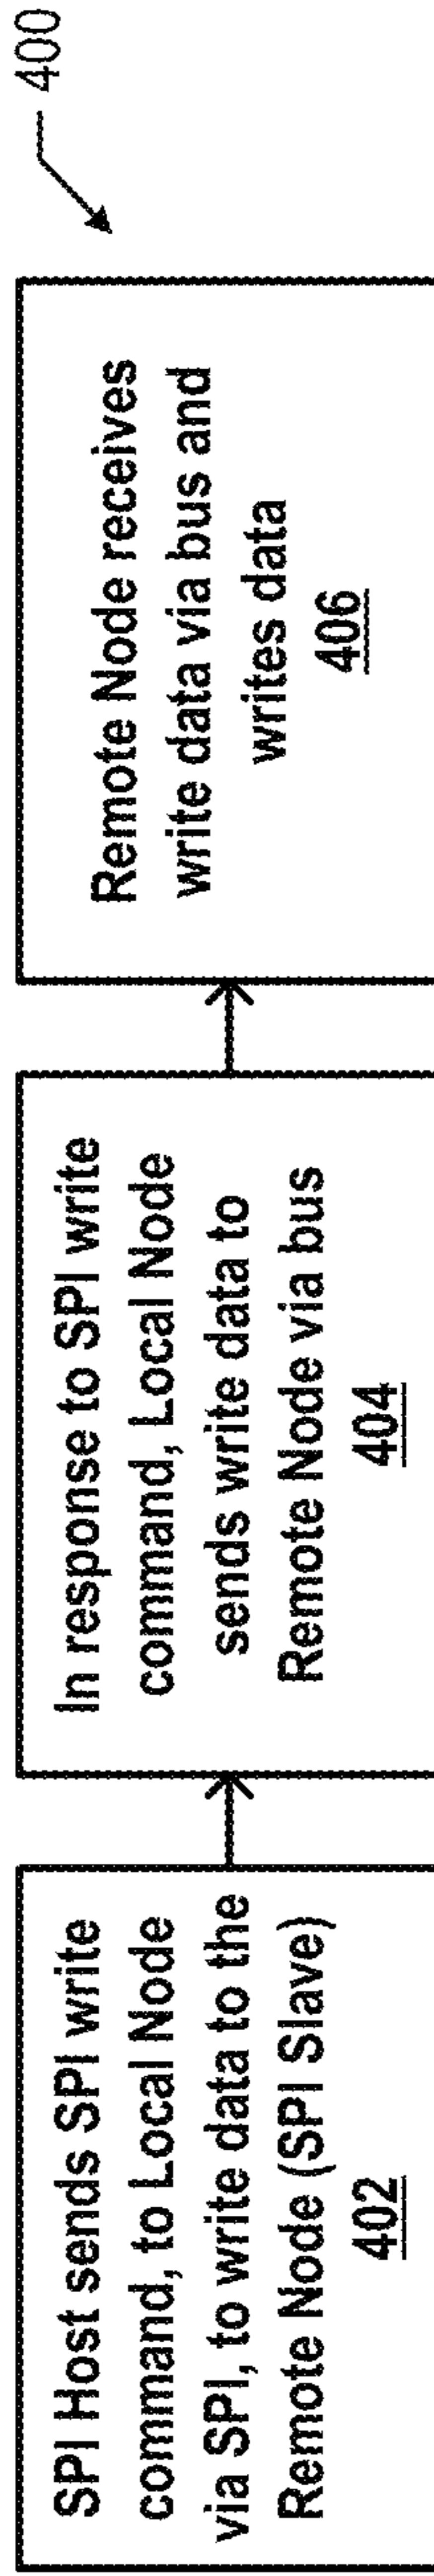 400
SPI Host sends SPI write
command, to Local Node
via SPI, to write data to the
Remote Node (SPI Slave)
402
In response to SPI write
command, Local Node
sends write data to
Remote Node via bus
404
Remote Node receives
write data via bus and
writes data
406